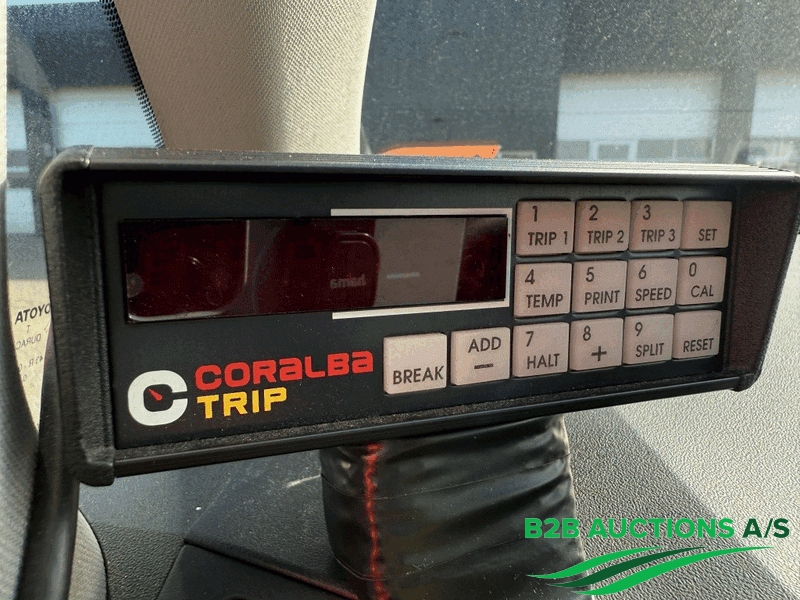 1 2 3
TRIP 1 TRIP 2 TRIP 3 SET
4 5 6 0
TEMP PRINT SPEED CAL
BREAK ADD — 7 HALT 8 + 9 SPLIT RESET
CORALBA
TRIP
ATOYOT
B2B AUCTIONS A/S